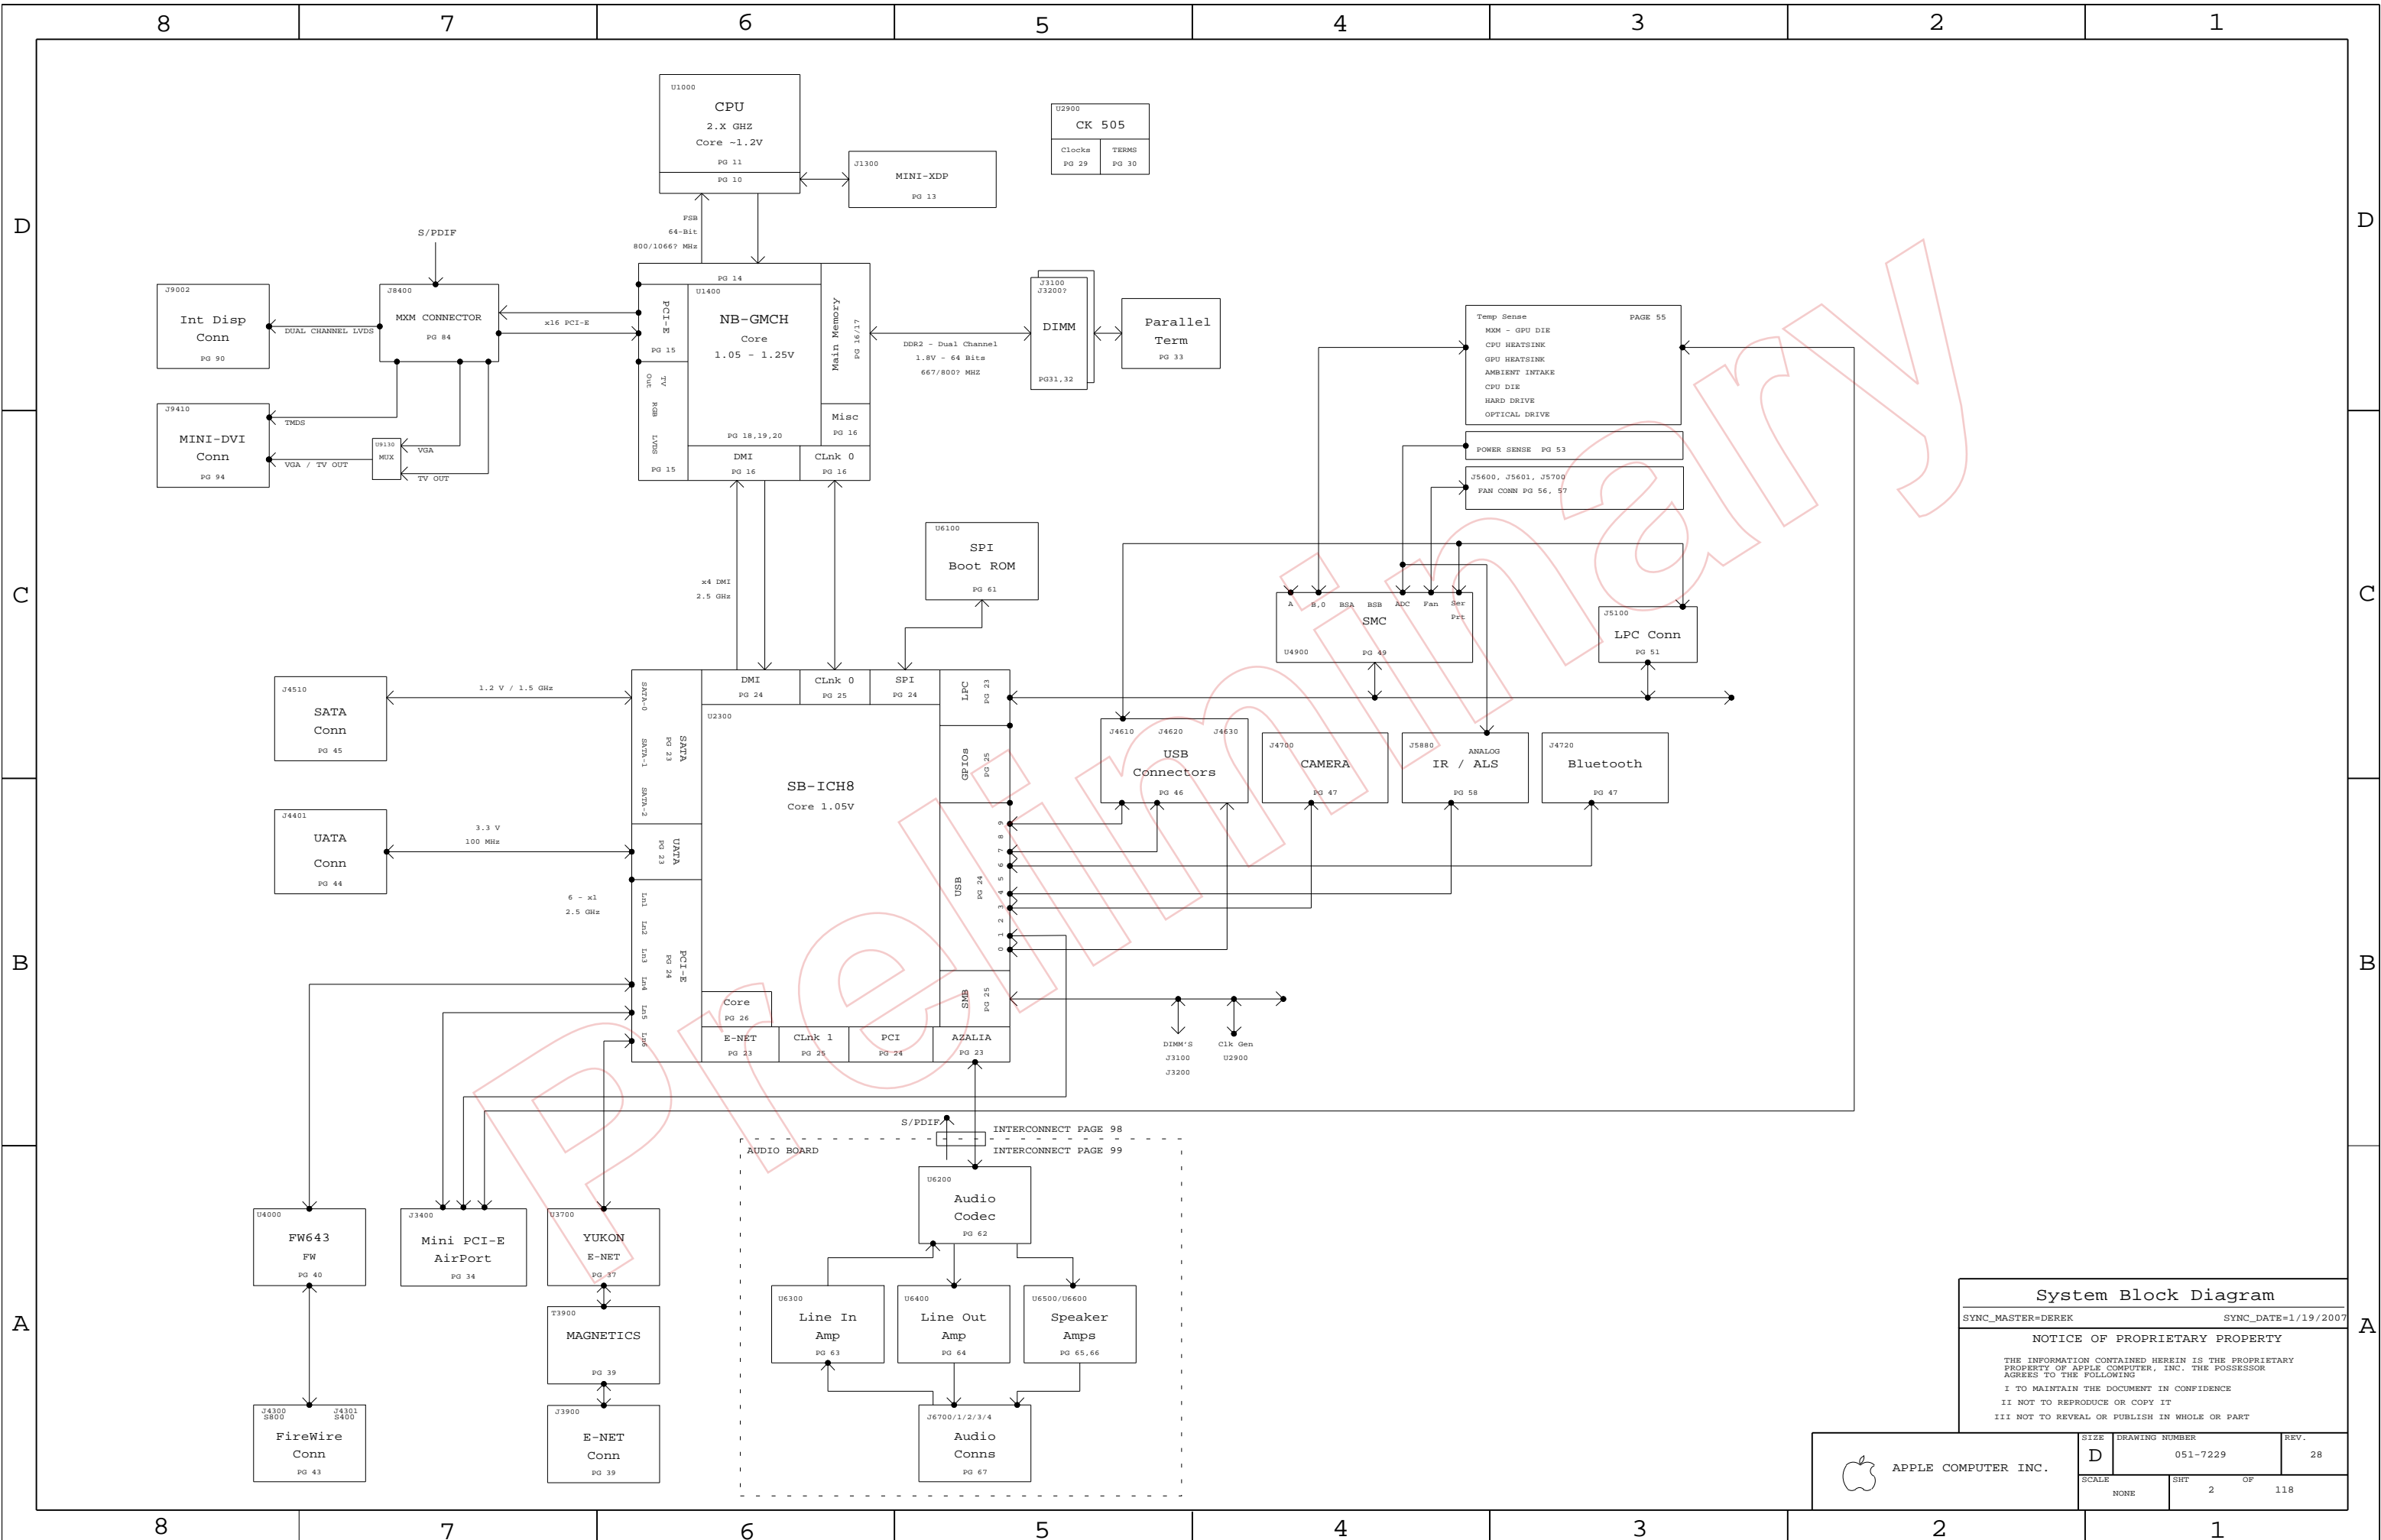 8 7 6 5 4 3 2 1
D
D
C
C
B
B
A
A
U1000
CPU
2.X GHZ
Core ~1.2V
PG 11
PG 10
U2900
CK 505
Clocks
PG 29
TERMS
PG 30
J1300
MINI-XDP
PG 13
FSB
64-Bit
800/1066? MHz
S/PDIF
J9002
Int Disp
Conn
PG 90
DUAL CHANNEL LVDS
J8400
MXM CONNECTOR
PG 84
x16 PCI-E
PG 14
U1400
NB-GMCH
Core
1.05 - 1.25V
PG 18,19,20
PCI-E
PG 15
TV
Out
RGB
LVDS
PG 15
Main Memory
PG 16/17
Misc
PG 16
DMI
PG 16
CLnk 0
PG 16
DDR2 - Dual Channel
1.8V - 64 Bits
667/800? MHZ
J3100
J3200?
DIMM
PG31,32
Parallel
Term
PG 33
Temp Sense
PAGE 55
MXM - GPU DIE
CPU HEATSINK
GPU HEATSINK
AMBIENT INTAKE
CPU DIE
HARD DRIVE
OPTICAL DRIVE
POWER SENSE PG 53
J5600, J5601, J5700
FAN CONN PG 56, 57
J9410
MINI-DVI
Conn
PG 94
TMDS
VGA / TV OUT
U9130
MUX
VGA
TV OUT
x4 DMI
2.5 GHz
U6100
SPI
Boot ROM
PG 61
A
B,0
BSA
BSB
ADC
Fan
Ser
Prt
SMC
U4900
PG 49
J5100
LPC Conn
PG 51
J4510
SATA
Conn
PG 45
1.2 V / 1.5 GHz
J4401
UATA
Conn
PG 44
3.3 V
100 MHz
6 - x1
2.5 GHz
DMI
PG 24
CLnk 0
PG 25
SPI
PG 24
LPC
PG 23
U2300
SB-ICH8
Core 1.05V
SATA-0
SATA-1
SATA-2
SATA
PG 23
UATA
PG 23
Ln1
Ln2
Ln3
Ln4
Ln5
Ln6
PCI-E
PG 24
GPIOs
PG 25
USB
PG 24
9
8
7
6
5
4
3
2
1
0
SMB
PG 25
Core
PG 26
E-NET
PG 23
CLnk 1
PG 25
PCI
PG 24
AZALIA
PG 23
J4610
J4620
J4630
USB
Connectors
PG 46
J4700
CAMERA
PG 47
J5880
ANALOG
IR / ALS
PG 58
J4720
Bluetooth
PG 47
DIMM'S
J3100
J3200
Clk Gen
U2900
S/PDIF
INTERCONNECT PAGE 98
AUDIO BOARD
INTERCONNECT PAGE 99
U6200
Audio
Codec
PG 62
U6300
Line In
Amp
PG 63
U6400
Line Out
Amp
PG 64
U6500/U6600
Speaker
Amps
PG 65,66
J6700/1/2/3/4
Audio
Conns
PG 67
U4000
FW643
FW
PG 40
J3400
Mini PCI-E
AirPort
PG 34
U3700
YUKON
E-NET
PG 37
T3900
MAGNETICS
PG 39
J4300
S800
J4301
S400
FireWire
Conn
PG 43
J3900
E-NET
Conn
PG 39
Preliminary
System Block Diagram
SYNC_MASTER=DEREK
SYNC_DATE=1/19/2007
NOTICE OF PROPRIETARY PROPERTY
THE INFORMATION CONTAINED HEREIN IS THE PROPRIETARY
PROPERTY OF APPLE COMPUTER, INC. THE POSSESSOR
AGREES TO THE FOLLOWING
I TO MAINTAIN THE DOCUMENT IN CONFIDENCE
II NOT TO REPRODUCE OR COPY IT
III NOT TO REVEAL OR PUBLISH IN WHOLE OR PART
APPLE COMPUTER INC.
SIZE
D
DRAWING NUMBER
051-7229
REV.
28
SCALE
NONE
SHT
2
OF
118
8 7 6 5 4 3 2 1